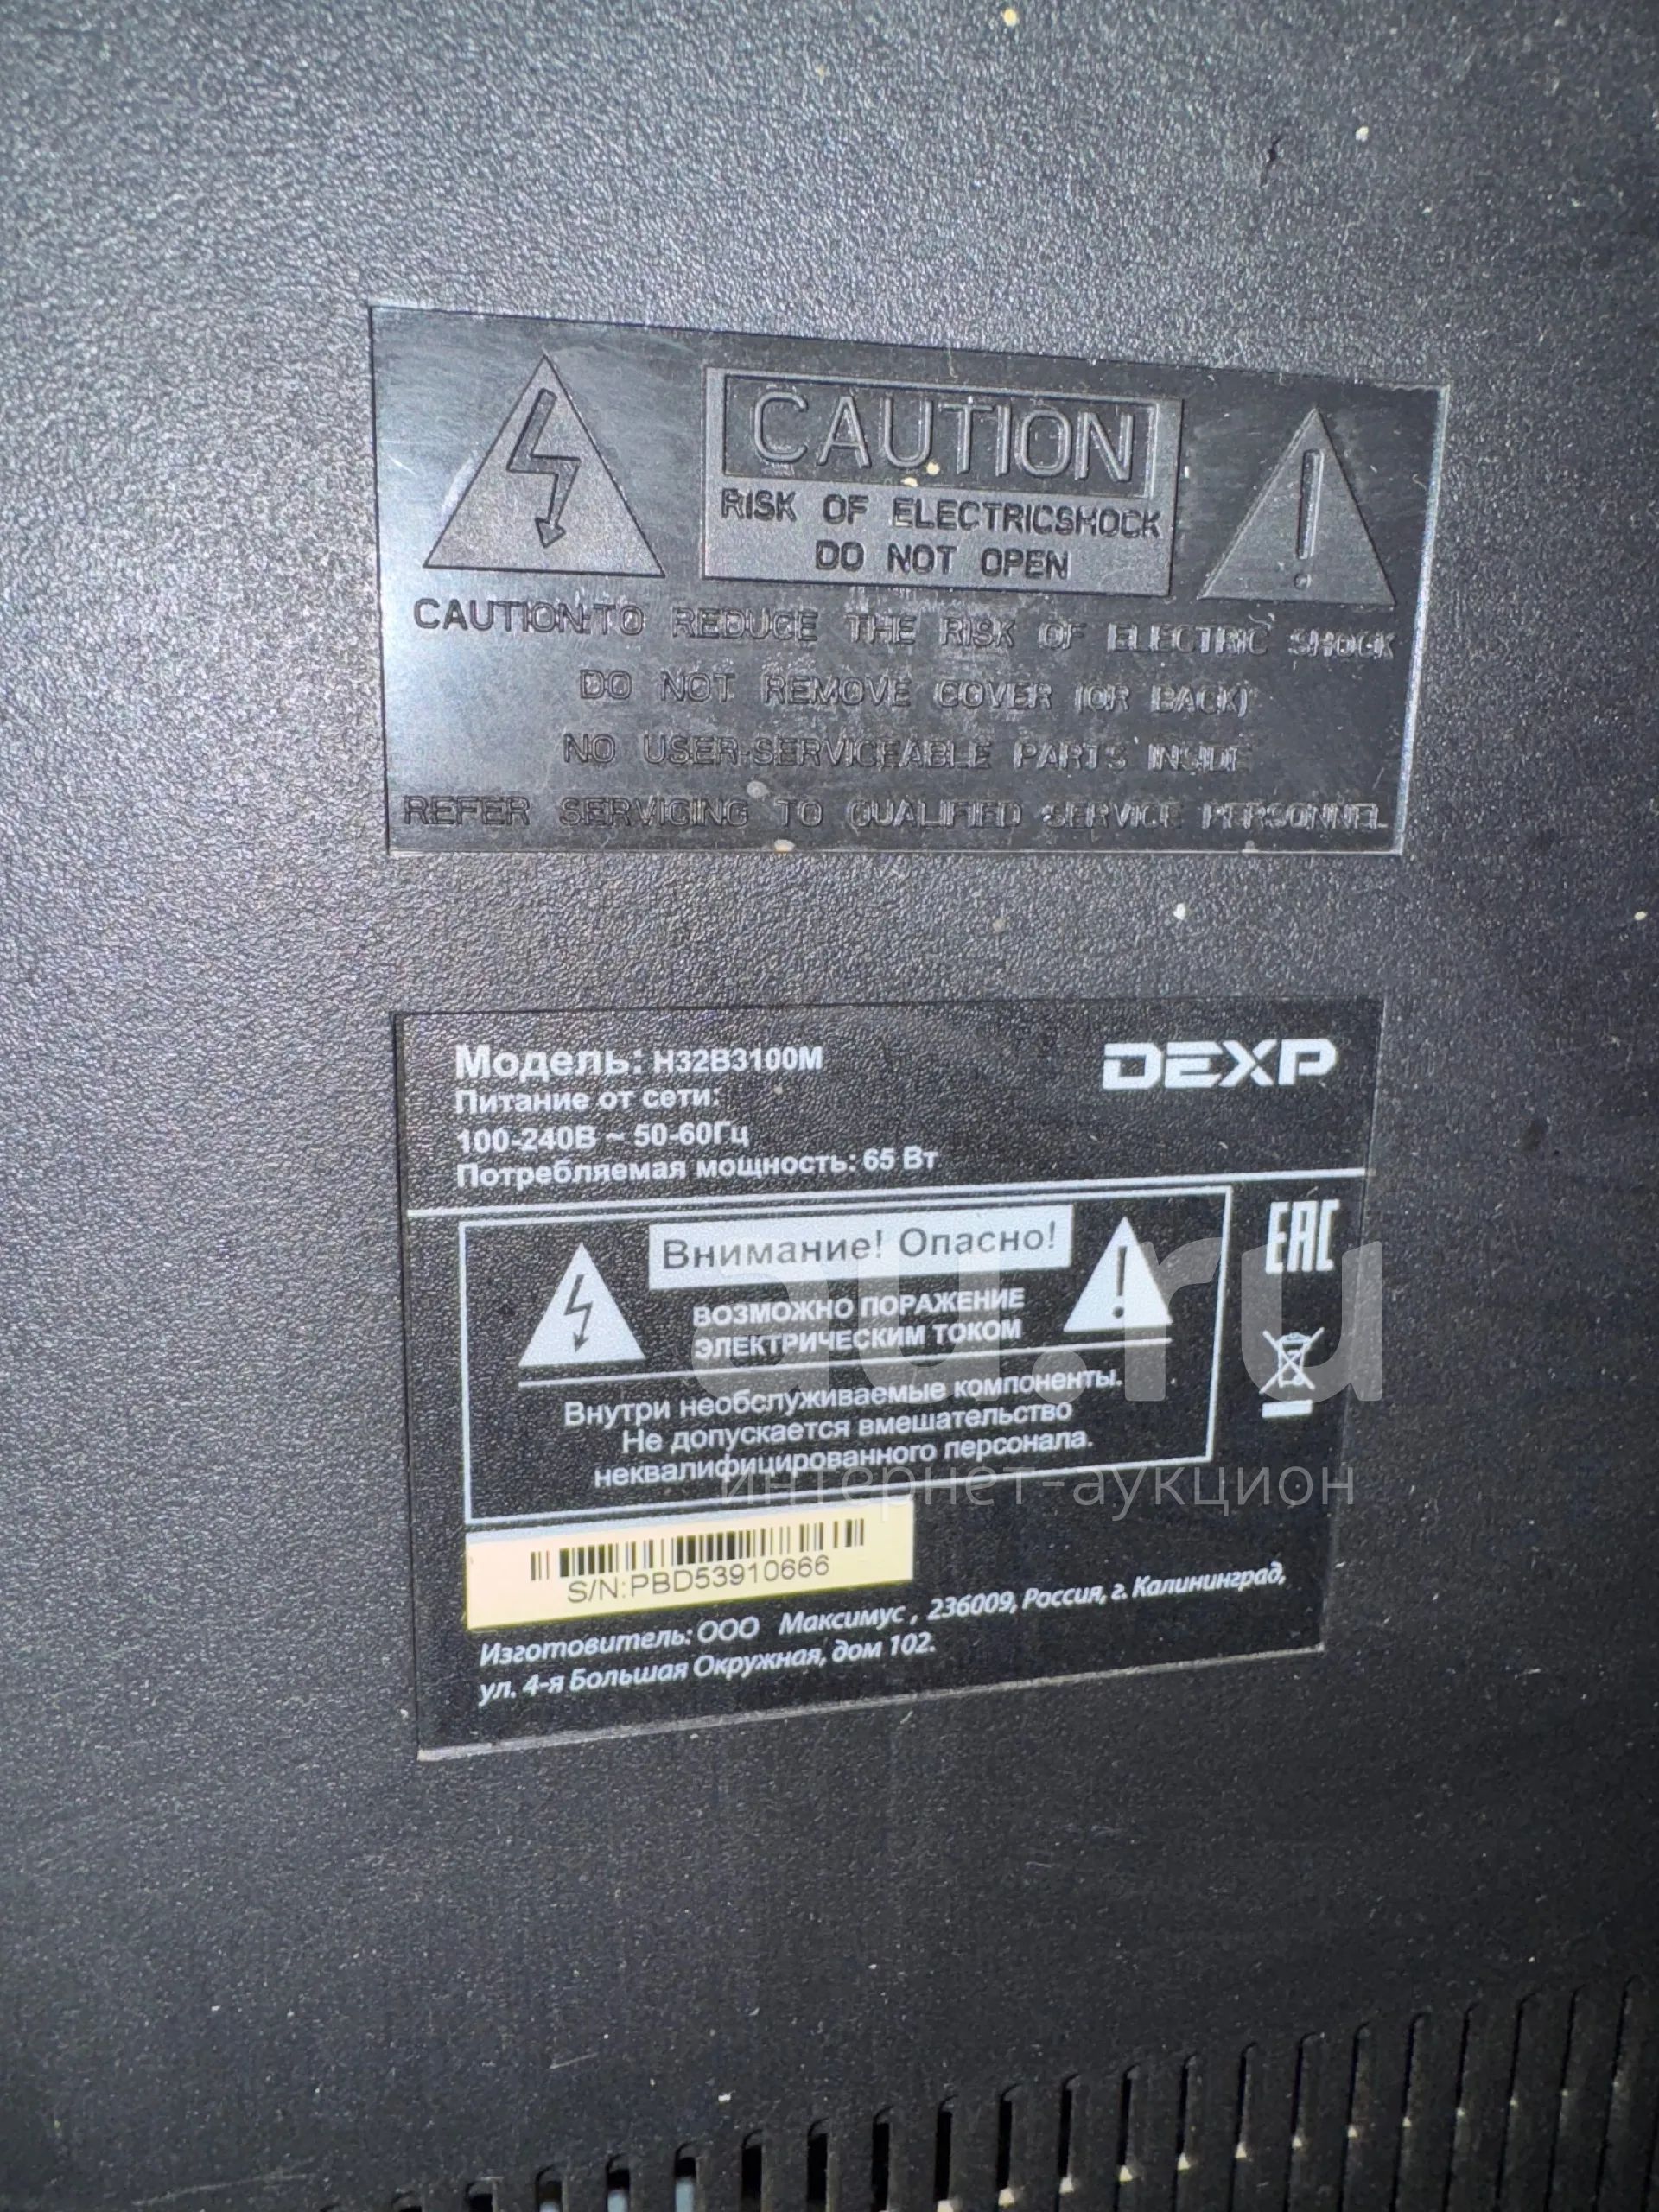 CAUTION
RISK OF ELECTRICSHOCK
DO NOT OPEN
CAUTION:TO REDUCE THE RISK OF ELECTRIC SHOCK
DO NOT REMOVE COVER (OR BACK)
NO USER-SERVICEABLE PARTS INSIDE
REFER SERVICING TO QUALIFIED SERVICE PERSONNEL
Модель: H32B3100M
DEXP
Питание от сети:
100-240В ~ 50-60Гц
Потребляемая мощность: 65 Вт
EAC
Внимание! Опасно!
ВОЗМОЖНО ПОРАЖЕНИЕ
ЭЛЕКТРИЧЕСКИМ ТОКОМ
au.ru
Внутри необслуживаемые компоненты.
Не допускается вмешательство
неквалифицированного персонала.
интернет-аукцион
S/N:PBD53910666
Изготовитель: ООО Максимус , 236009, Россия, г. Калининград,
ул. 4-я Большая Окружная, дом 102.